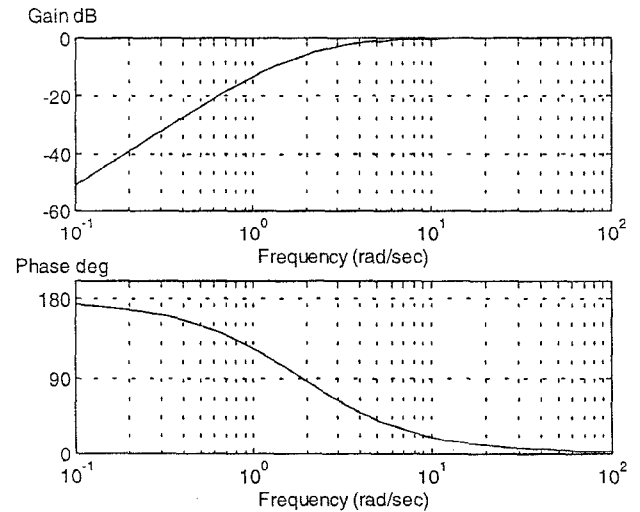 Gain dB
0
-20
-40
-60
10^-1 10^0 10^1 10^2
Frequency (rad/sec)
Phase deg
180
90
0
10^-1 10^0 10^1 10^2
Frequency (rad/sec)